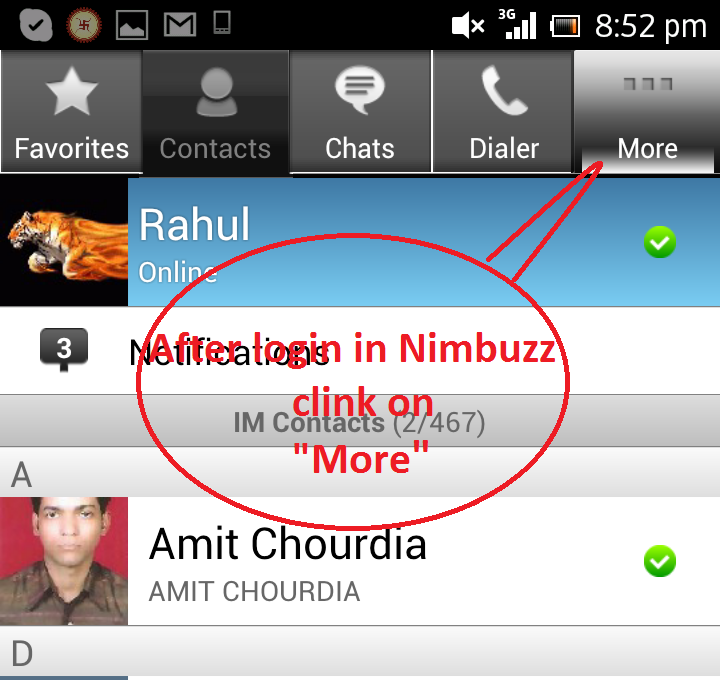 3G 8:52 pm
Favorites Contacts Chats Dialer More
Rahul
Online
3 Notifications
After login in Nimbuzz
clink on
IM Contacts (2/467)
"More"
A
Amit Chourdia
AMIT CHOURDIA
D